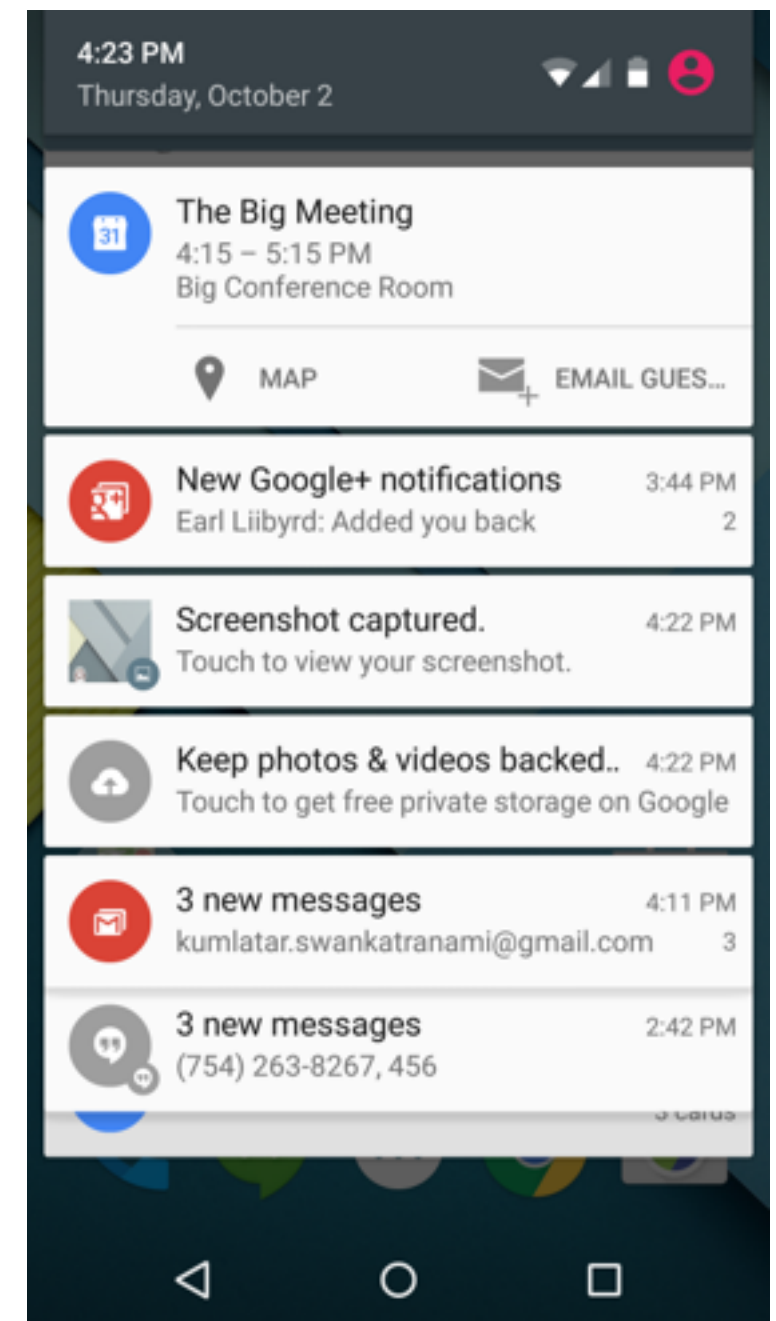 4:23 PM
Thursday, October 2
31
The Big Meeting
4:15 – 5:15 PM
Big Conference Room
MAP
EMAIL GUES...
New Google+ notifications 3:44 PM
Earl Liibyrd: Added you back 2
Screenshot captured. 4:22 PM
Touch to view your screenshot.
Keep photos & videos backed.. 4:22 PM
Touch to get free private storage on Google
3 new messages 4:11 PM
kumlatar.swankatranami@gmail.com 3
3 new messages 2:42 PM
(754) 263-8267, 456
cards